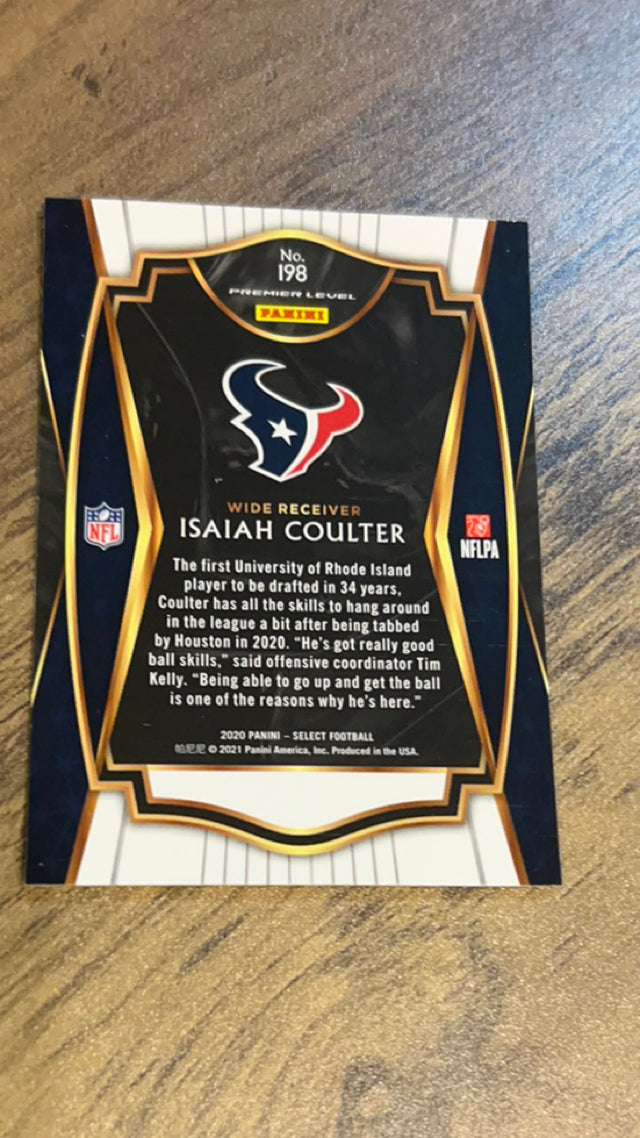 No.
198
PREMIER LEVEL
PANINI
WIDE RECEIVER
ISAIAH COULTER
NFL
NFLPA
The first University of Rhode Island
player to be drafted in 34 years,
Coulter has all the skills to hang around
in the league a bit after being tabbed
by Houston in 2020. "He's got really good
ball skills," said offensive coordinator Tim
Kelly. "Being able to go up and get the ball
is one of the reasons why he's here."
2020 PANINI – SELECT FOOTBALL
帕尼尼 © 2021 Panini America, Inc. Produced in the USA.